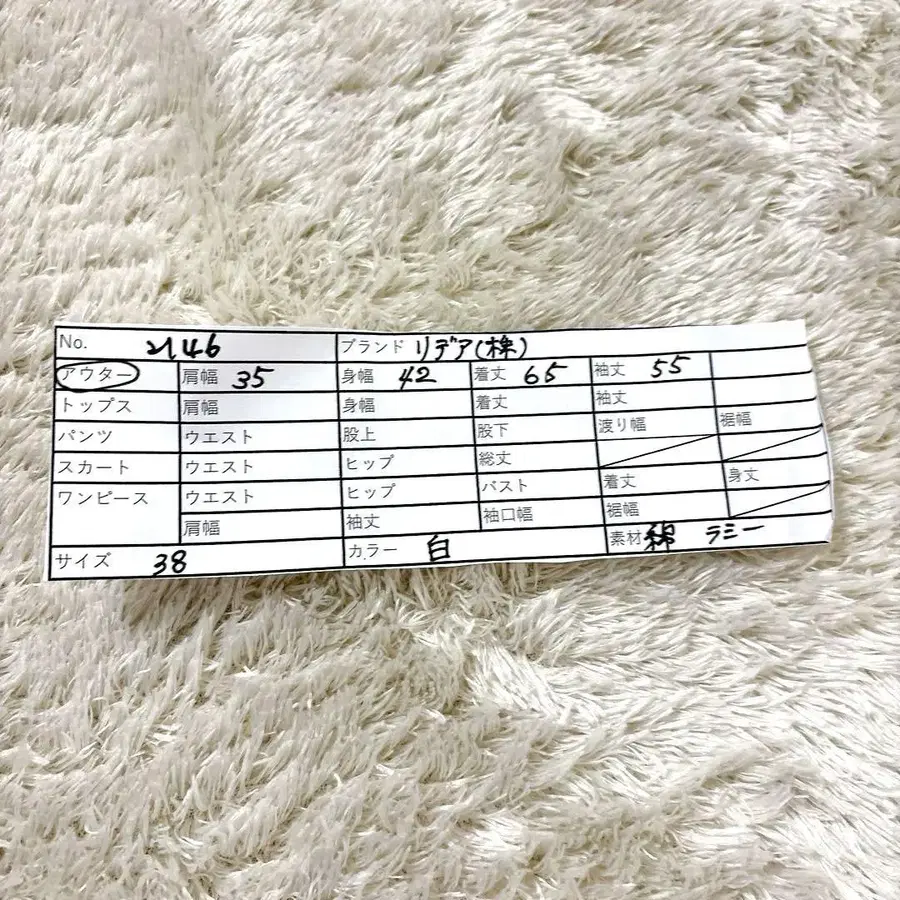 No. 2146 ブランド リデア(株)
アウター 肩幅 35 身幅 42 着丈 65 袖丈 55
トップス 肩幅 身幅 着丈 袖丈
パンツ ウエスト 股上 股下 渡り幅 裾幅
スカート ウエスト ヒップ 総丈
ワンピース ウエスト ヒップ バスト 着丈 身丈
肩幅 袖丈 袖口幅 裾幅
サイズ 38 カラー 白 素材 綿 ラミー